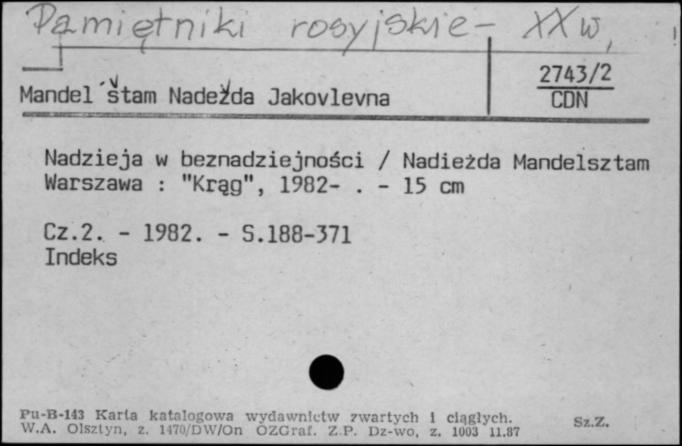 Pamiętniki rosyjskie - XX w.
2743/2
Mandel´štam Nadežda Jakovlevna
CDN
Nadzieja w beznadziejności / Nadieżda Mandelsztam
Warszawa : "Krąg", 1982- . - 15 cm
Cz.2. - 1982. - S.188-371
Indeks
Pu-B-143 Karta katalogowa wydawnictw zwartych i ciągłych.
Sz.Z.
W.A. Olsztyn, z. 1470/DW/On OZGraf. Z.P. Dz-wo, z. 1003 11.87